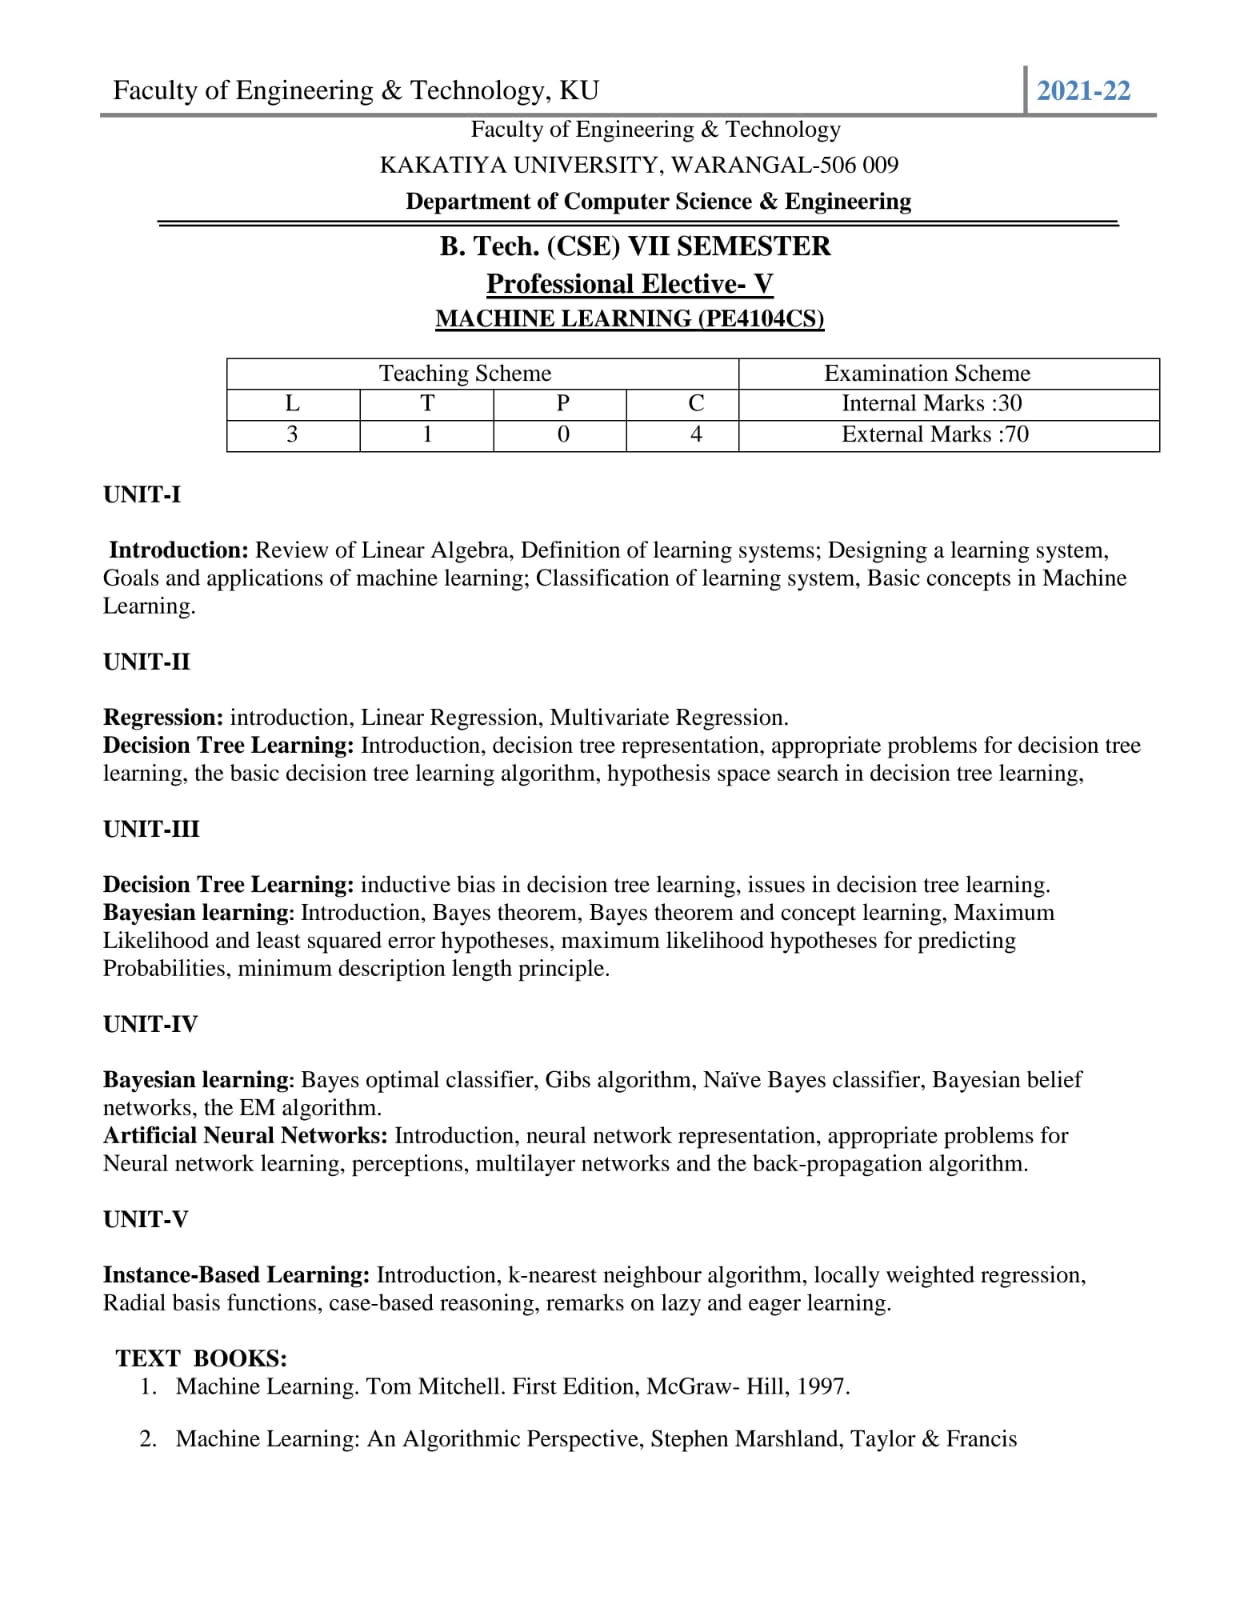 Faculty of Engineering & Technology, KU 2021-22
Faculty of Engineering & Technology
KAKATIYA UNIVERSITY, WARANGAL-506 009
Department of Computer Science & Engineering
B. Tech. (CSE) VII SEMESTER
Professional Elective- V
MACHINE LEARNING (PE4104CS)
Teaching Scheme Examination Scheme
L T P C Internal Marks :30
3 1 0 4 External Marks :70
UNIT-I
Introduction: Review of Linear Algebra, Definition of learning systems; Designing a learning system,
Goals and applications of machine learning; Classification of learning system, Basic concepts in Machine
Learning.
UNIT-II
Regression: introduction, Linear Regression, Multivariate Regression.
Decision Tree Learning: Introduction, decision tree representation, appropriate problems for decision tree
learning, the basic decision tree learning algorithm, hypothesis space search in decision tree learning,
UNIT-III
Decision Tree Learning: inductive bias in decision tree learning, issues in decision tree learning.
Bayesian learning: Introduction, Bayes theorem, Bayes theorem and concept learning, Maximum
Likelihood and least squared error hypotheses, maximum likelihood hypotheses for predicting
Probabilities, minimum description length principle.
UNIT-IV
Bayesian learning: Bayes optimal classifier, Gibs algorithm, Naïve Bayes classifier, Bayesian belief
networks, the EM algorithm.
Artificial Neural Networks: Introduction, neural network representation, appropriate problems for
Neural network learning, perceptions, multilayer networks and the back-propagation algorithm.
UNIT-V
Instance-Based Learning: Introduction, k-nearest neighbour algorithm, locally weighted regression,
Radial basis functions, case-based reasoning, remarks on lazy and eager learning.
TEXT BOOKS:
1. Machine Learning. Tom Mitchell. First Edition, McGraw- Hill, 1997.
2. Machine Learning: An Algorithmic Perspective, Stephen Marshland, Taylor & Francis